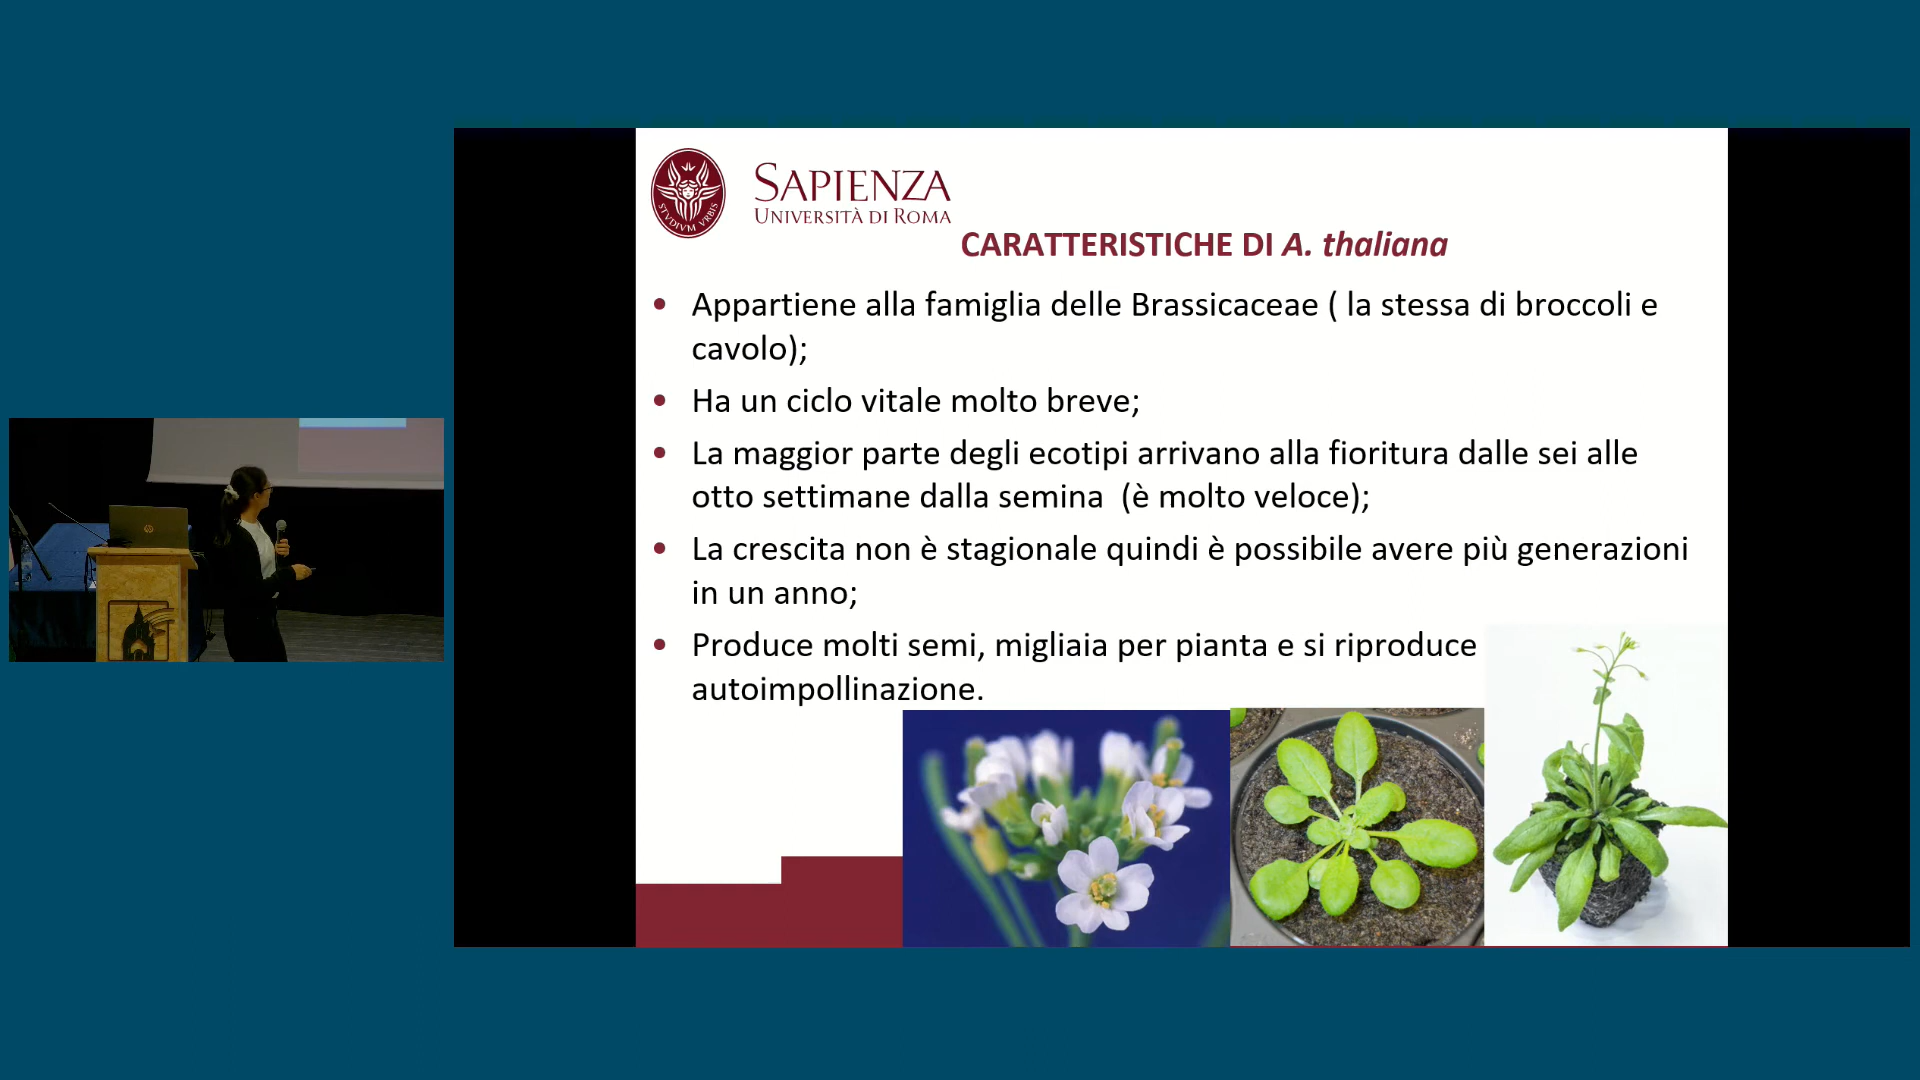 SAPIENZA
UNIVERSITÀ DI ROMA
STVDIVM VRBIS
CARATTERISTICHE DI A. thaliana
Appartiene alla famiglia delle Brassicaceae ( la stessa di broccoli e
cavolo);
Ha un ciclo vitale molto breve;
La maggior parte degli ecotipi arrivano alla fioritura dalle sei alle
otto settimane dalla semina (è molto veloce);
La crescita non è stagionale quindi è possibile avere più generazioni
in un anno;
Produce molti semi, migliaia per pianta e si riproduce
autoimpollinazione.
hp